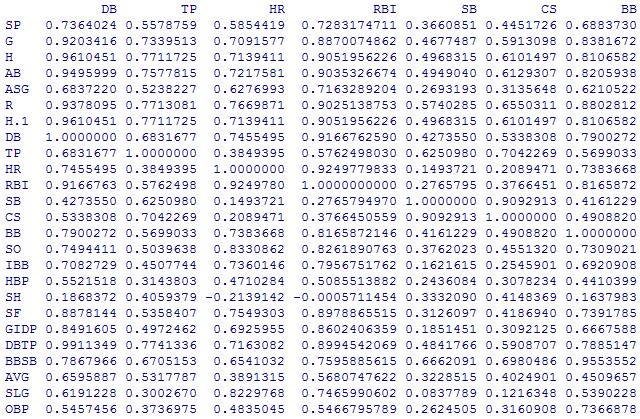 DB TP HR RBI SB CS BB
SP 0.7364024 0.5578759 0.5854419 0.7283174711 0.3660851 0.4451726 0.6883730
G 0.9203416 0.7339513 0.7091577 0.8870074862 0.4677487 0.5913098 0.8381672
H 0.9610451 0.7711725 0.7139411 0.9051956226 0.4968315 0.6101497 0.8106582
AB 0.9495999 0.7577815 0.7217581 0.9035326674 0.4949040 0.6129307 0.8205938
ASG 0.6837220 0.5238227 0.6276993 0.7163289204 0.2693193 0.3135648 0.6210522
R 0.9378095 0.7713081 0.7669871 0.9025138753 0.5740285 0.6550311 0.8802812
H.1 0.9610451 0.7711725 0.7139411 0.9051956226 0.4968315 0.6101497 0.8106582
DB 1.0000000 0.6831677 0.7455495 0.9166762590 0.4273550 0.5338308 0.7900272
TP 0.6831677 1.0000000 0.3849395 0.5762498030 0.6250980 0.7042269 0.5699033
HR 0.7455495 0.3849395 1.0000000 0.9249779833 0.1493721 0.2089471 0.7383668
RBI 0.9166763 0.5762498 0.9249780 1.0000000000 0.2765795 0.3766451 0.8165872
SB 0.4273550 0.6250980 0.1493721 0.2765794970 1.0000000 0.9092913 0.4161229
CS 0.5338308 0.7042269 0.2089471 0.3766450559 0.9092913 1.0000000 0.4908820
BB 0.7900272 0.5699033 0.7383668 0.8165872146 0.4161229 0.4908820 1.0000000
SO 0.7494411 0.5039638 0.8330862 0.8261890763 0.3762023 0.4551320 0.7309021
IBB 0.7082729 0.4507744 0.7360146 0.7956751762 0.1621615 0.2545901 0.6920908
HBP 0.5521518 0.3143803 0.4710284 0.5085513882 0.2436084 0.3078234 0.4410399
SH 0.1868372 0.4059379 -0.2139142 -0.0005711454 0.3332090 0.4148369 0.1637983
SF 0.8878144 0.5358407 0.7549303 0.8978865515 0.3126097 0.4186940 0.7391785
GIDP 0.8491605 0.4972462 0.6925955 0.8602406359 0.1851451 0.3092125 0.6667588
DBTP 0.9911349 0.7741336 0.7163082 0.8994542069 0.4841766 0.5908707 0.7885147
BBSB 0.7867966 0.6705153 0.6541032 0.7595885615 0.6662091 0.6980486 0.9553552
AVG 0.6595887 0.5317787 0.3891315 0.5680747622 0.3228515 0.4024901 0.4509657
SLG 0.6191228 0.3002670 0.8229768 0.7465990602 0.0837789 0.1216348 0.5390228
OBP 0.5457456 0.3736975 0.4835045 0.5466795789 0.2624505 0.3160908 0.7366873